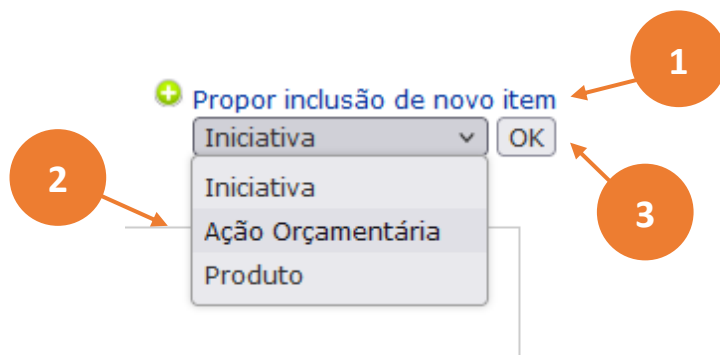 1
Propor inclusão de novo item
Iniciativa OK
2
Iniciativa
Ação Orçamentária
3
Produto